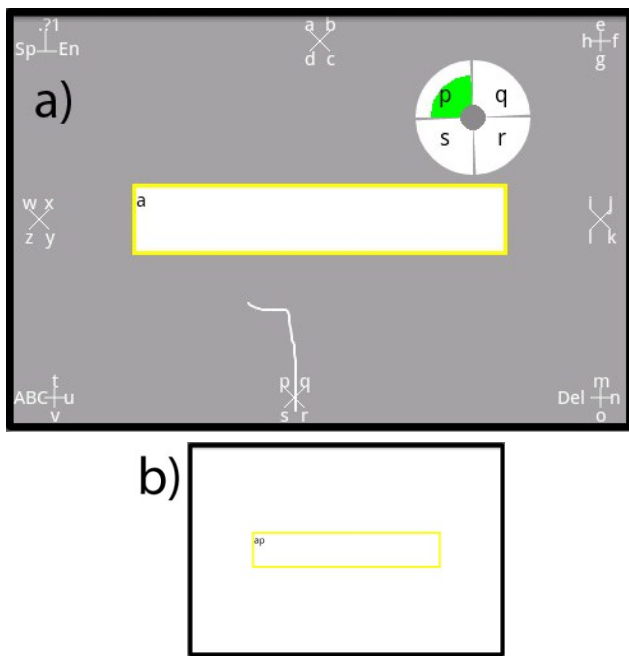 .?1
Sp En
a b
d c
e
h f
g
a)
p q
s r
w x
z y
a
i j
l k
t
ABC u
v
p q
s r
m
Del n
o
b)
ap